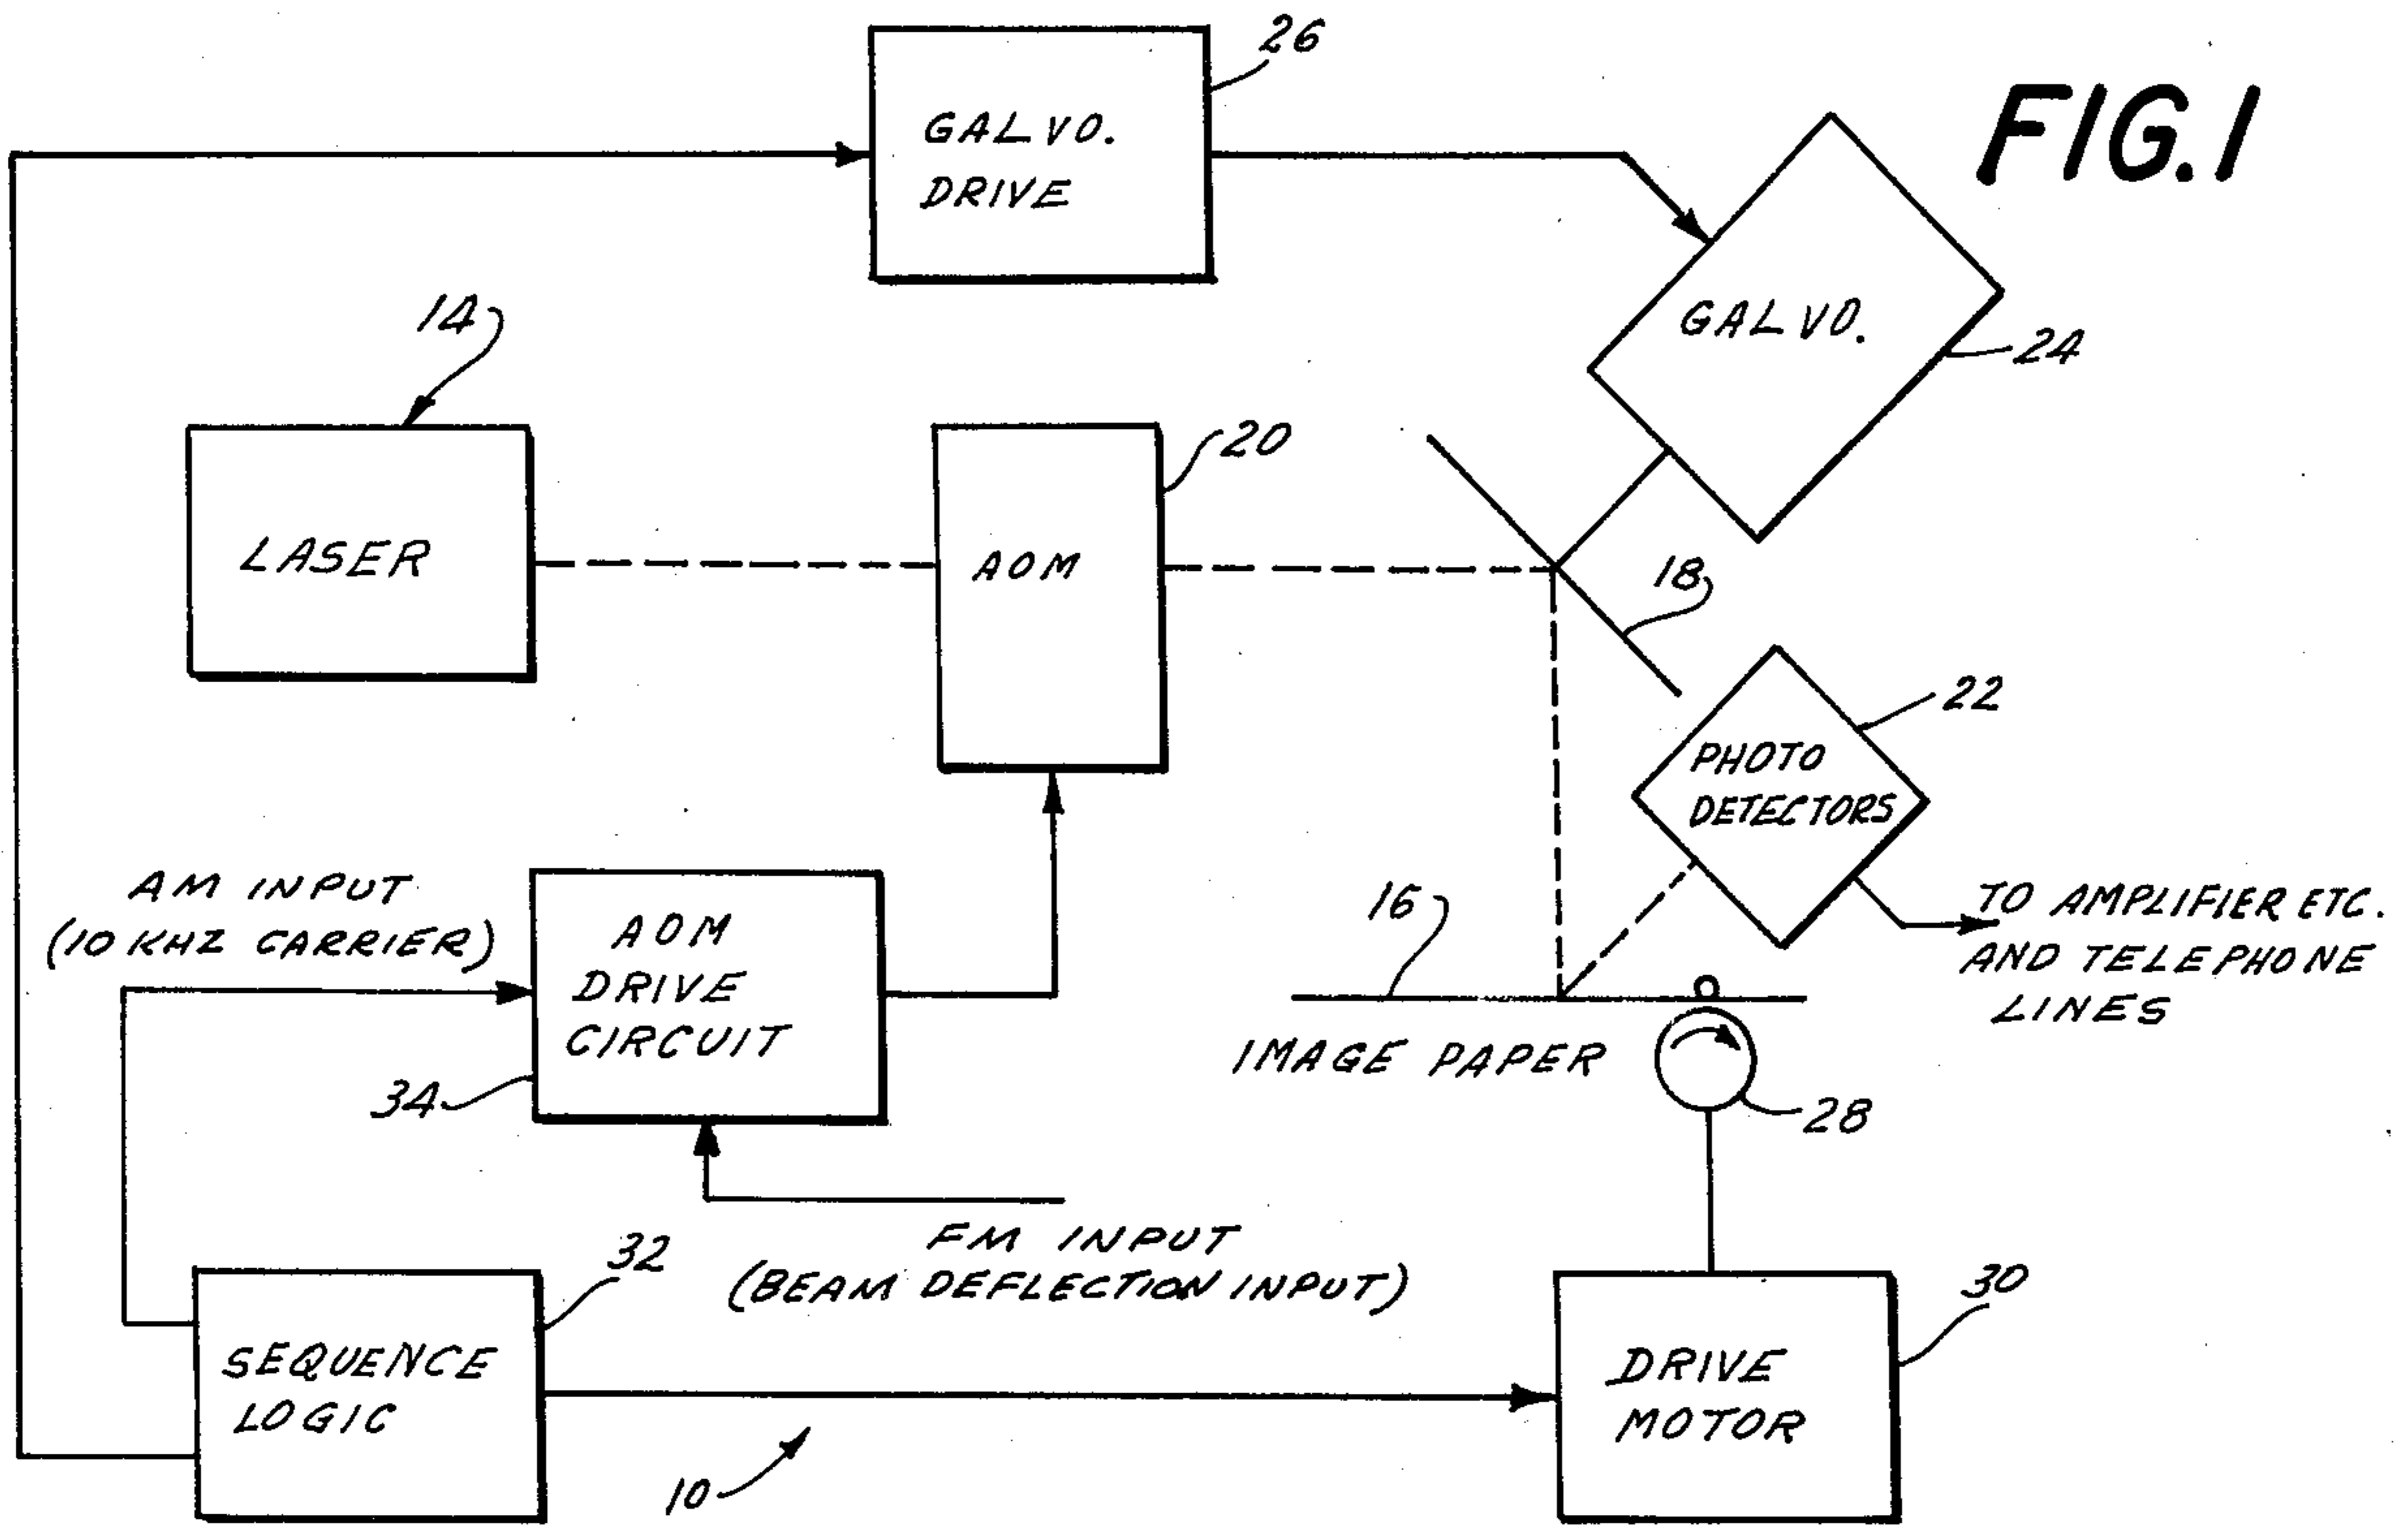 FIG.1
26
GALVO.
DRIVE
GALVO.
24
14
LASER
20
AOM
18
22
PHOTO
DETECTORS
TO AMPLIFIER ETC.
AND TELEPHONE
LINES
AM INPUT
(10 KHZ CARRIER)
AOM
DRIVE
CIRCUIT
34
16
IMAGE PAPER
28
FM INPUT
(BEAM DEFLECTION INPUT)
32
SEQUENCE
LOGIC
30
DRIVE
MOTOR
10